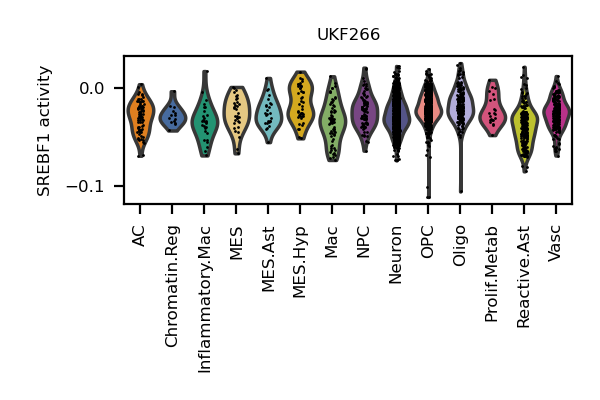 UKF266
SREBF1 activity
0.0
−0.1
AC
Chromatin.Reg
Inflammatory.Mac
MES
MES.Ast
MES.Hyp
Mac
NPC
Neuron
OPC
Oligo
Prolif.Metab
Reactive.Ast
Vasc